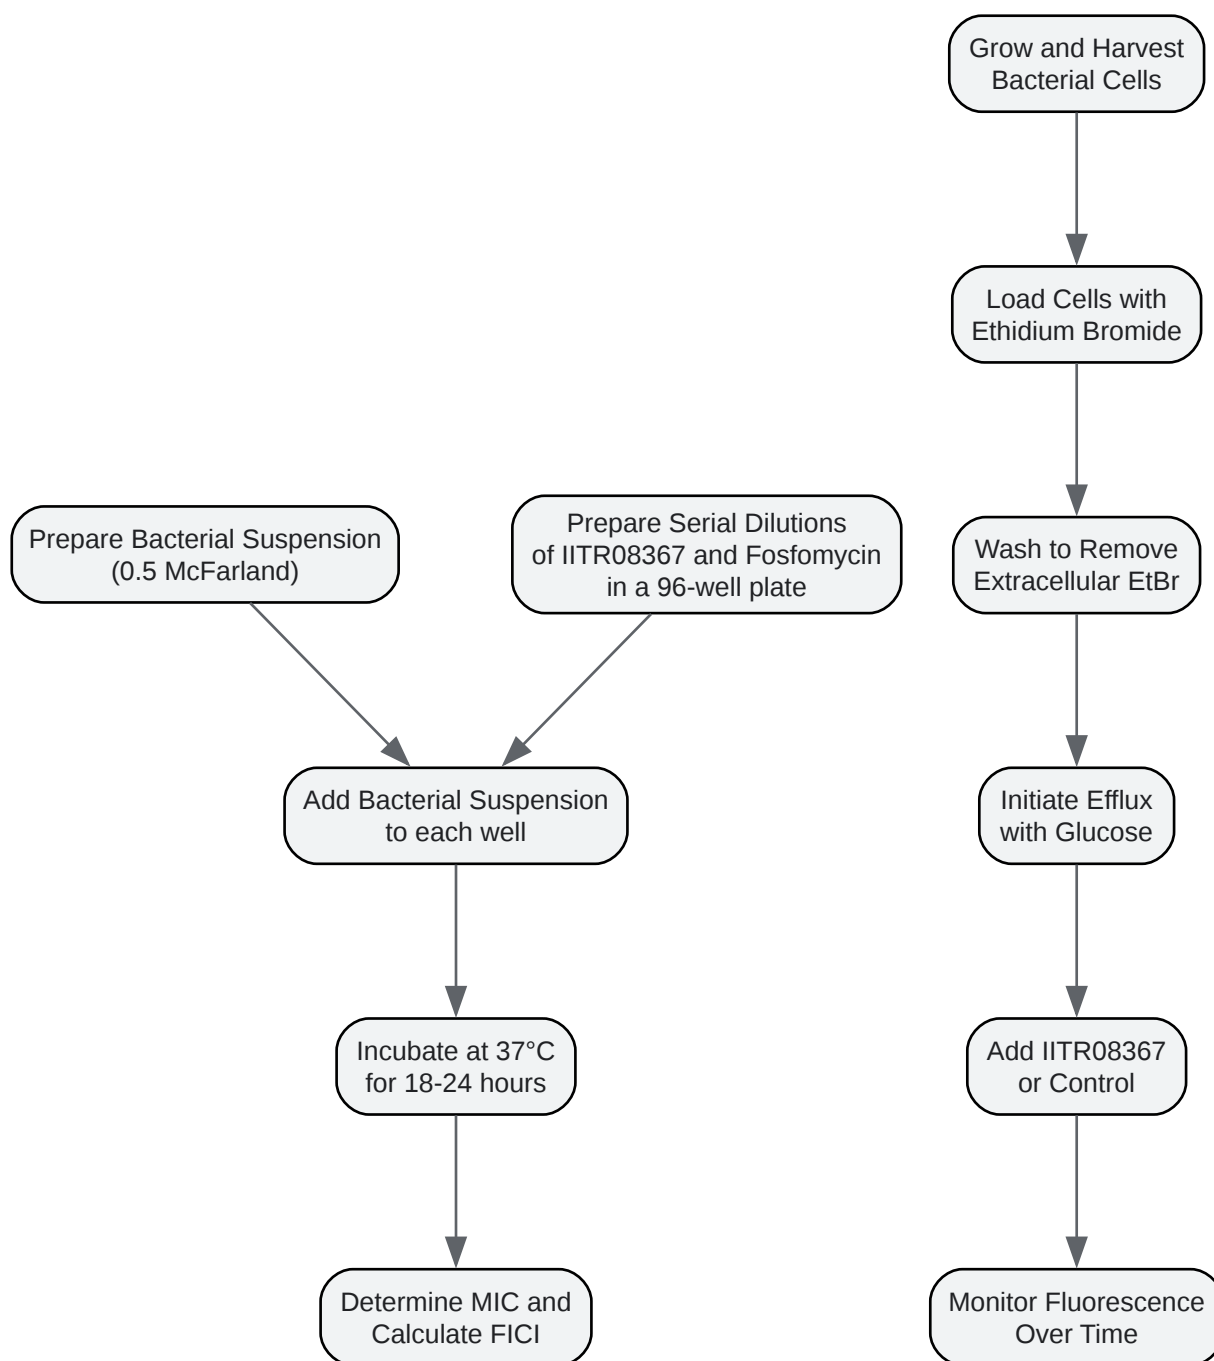 Grow and Harvest
Bacterial Cells
Load Cells with
Ethidium Bromide
Prepare Bacterial Suspension
(0.5 McFarland)
Prepare Serial Dilutions
of IITR08367 and Fosfomycin
in a 96-well plate
Wash to Remove
Extracellular EtBr
Add Bacterial Suspension
to each well
Initiate Efflux
with Glucose
Incubate at 37°C
for 18-24 hours
Add IITR08367
or Control
Determine MIC and
Calculate FICI
Monitor Fluorescence
Over Time